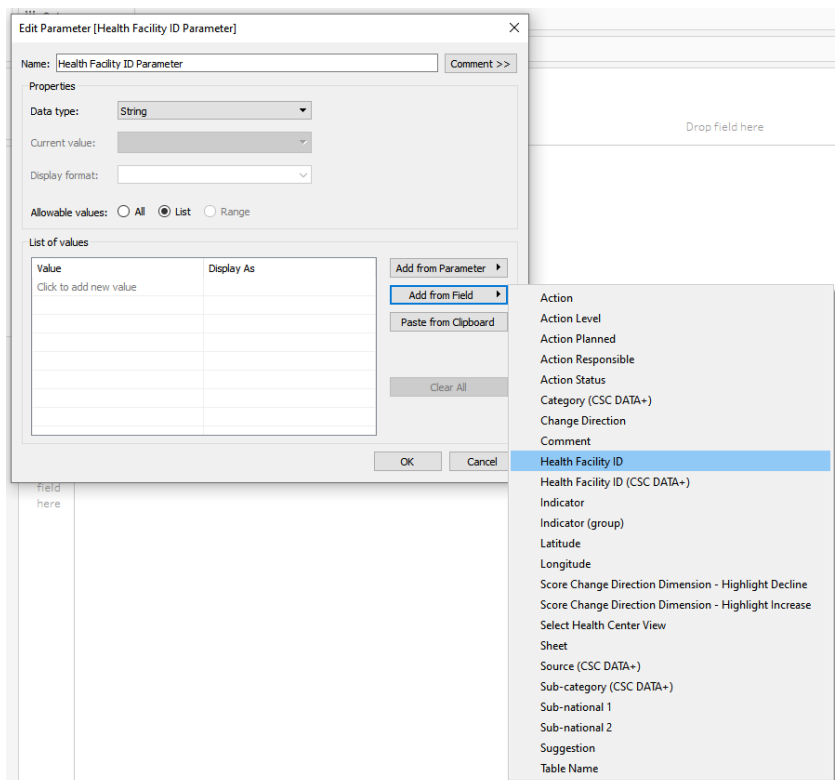 Edit Parameter [Health Facility ID Parameter]
Name: Health Facility ID Parameter Comment >>
Properties
Data type: String
Current value:
Display format:
Allowable values: All List Range
List of values
Value Display As
Click to add new value
Add from Parameter
Add from Field
Paste from Clipboard
Clear All
OK Cancel
Drop field here
field
here
Action
Action Level
Action Planned
Action Responsible
Action Status
Category (CSC DATA+)
Change Direction
Comment
Health Facility ID
Health Facility ID (CSC DATA+)
Indicator
Indicator (group)
Latitude
Longitude
Score Change Direction Dimension - Highlight Decline
Score Change Direction Dimension - Highlight Increase
Select Health Center View
Sheet
Source (CSC DATA+)
Sub-category (CSC DATA+)
Sub-national 1
Sub-national 2
Suggestion
Table Name